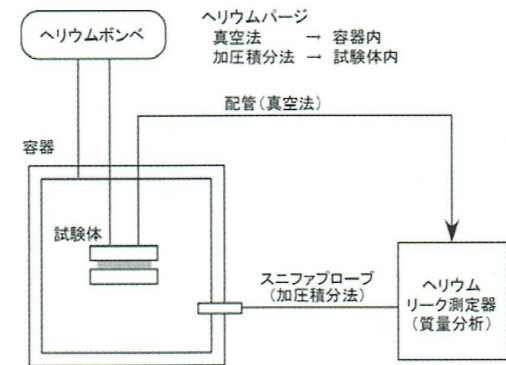 ヘリウムボンベ
ヘリウムパージ
真空法 → 容器内
加圧積分法 → 試験体内
配管(真空法)
容器
試験体
スニファプローブ
(加圧積分法)
ヘリウム
リーク測定器
(質量分析)